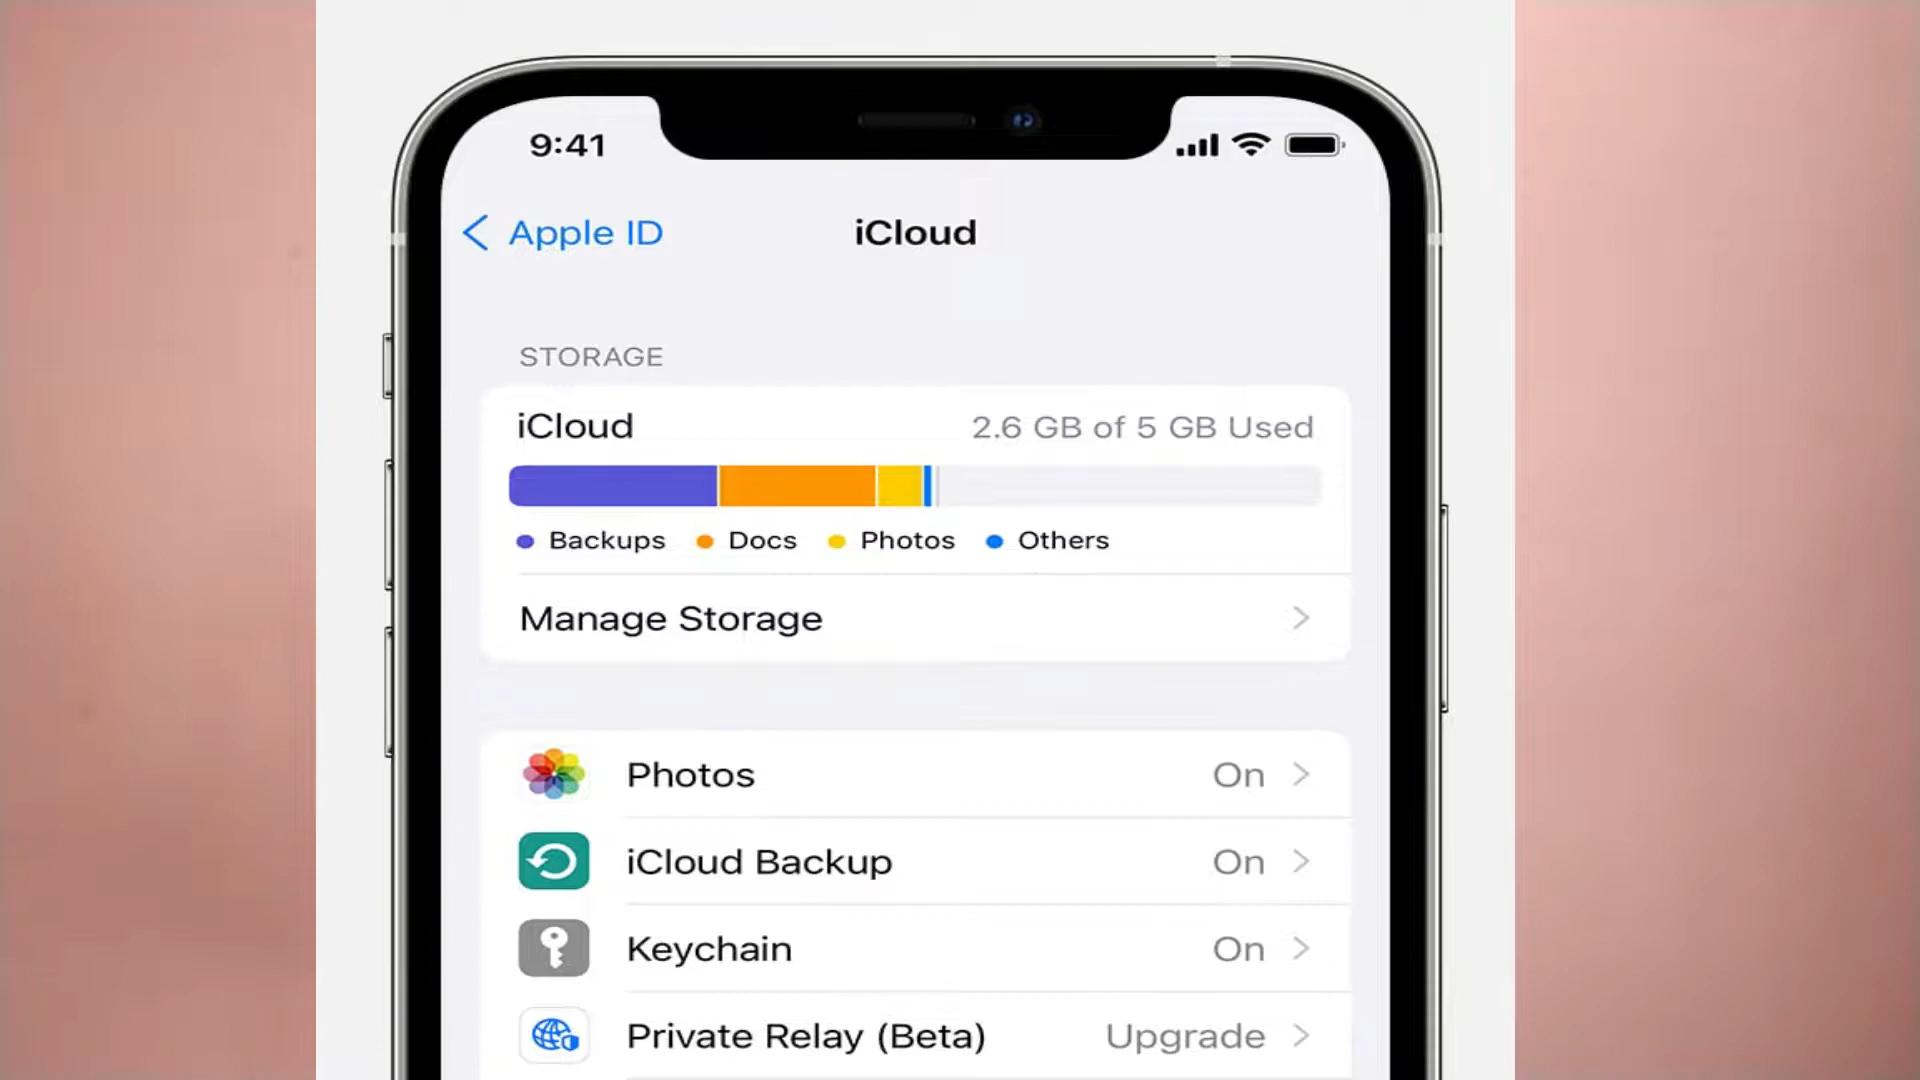 9:41
Apple ID iCloud
STORAGE
iCloud 2.6 GB of 5 GB Used
Backups Docs Photos Others
Manage Storage
Photos On
iCloud Backup On
Keychain On
Private Relay (Beta) Upgrade